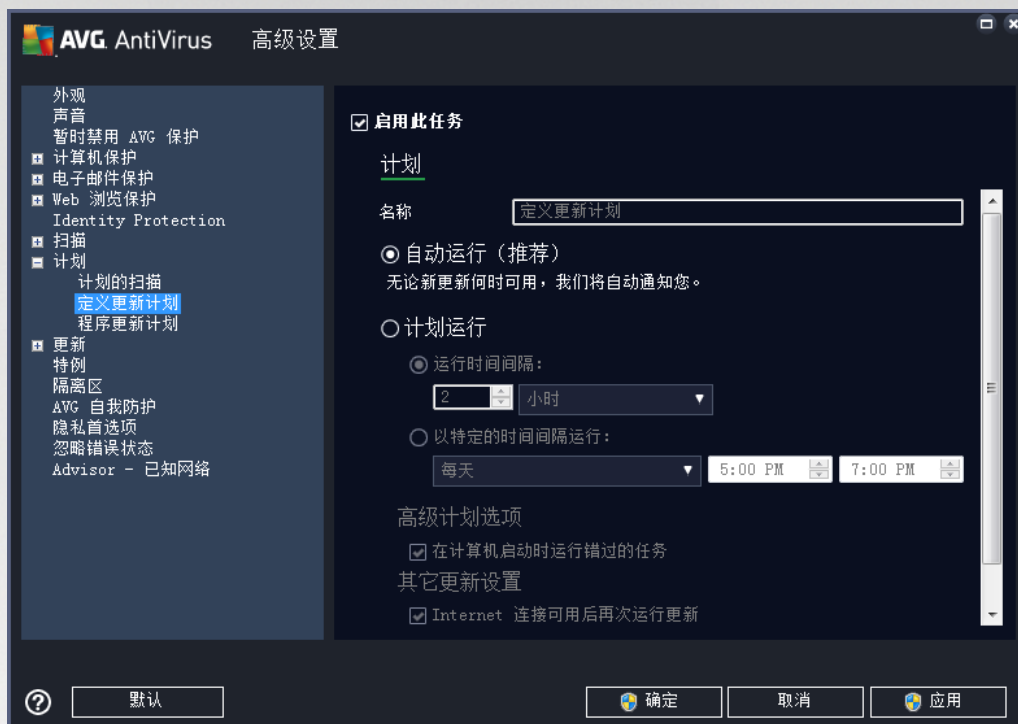 AVG AntiVirus 高级设置
外观
声音
暂时禁用 AVG 保护
计算机保护
电子邮件保护
Web 浏览保护
Identity Protection
扫描
计划
计划的扫描
定义更新计划
程序更新计划
更新
特例
隔离区
AVG 自我防护
隐私首选项
忽略错误状态
Advisor - 已知网络
启用此任务
计划
名称 定义更新计划
自动运行（推荐）
无论新更新何时可用，我们将自动通知您。
计划运行
运行时间间隔：
2 小时
以特定的时间间隔运行：
每天 5:00 PM 7:00 PM
高级计划选项
在计算机启动时运行错过的任务
其它更新设置
Internet 连接可用后再次运行更新
默认 确定 取消 应用